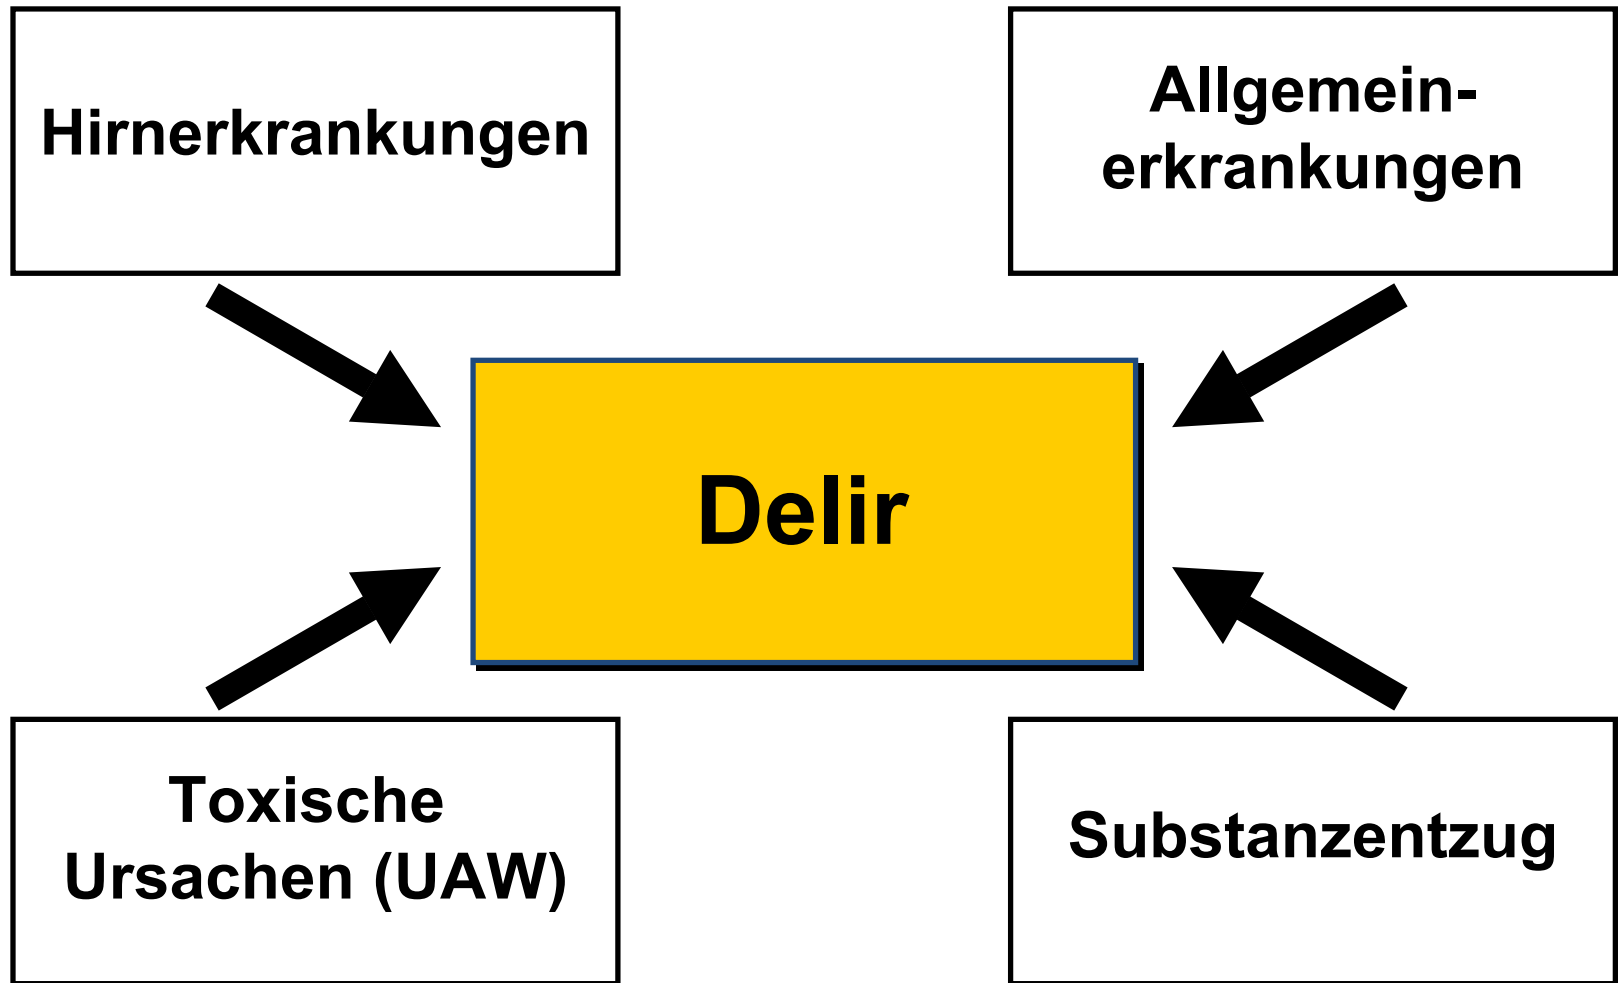 Hirnerkrankungen
Allgemein-
erkrankungen
Delir
Toxische
Ursachen (UAW)
Substanzentzug